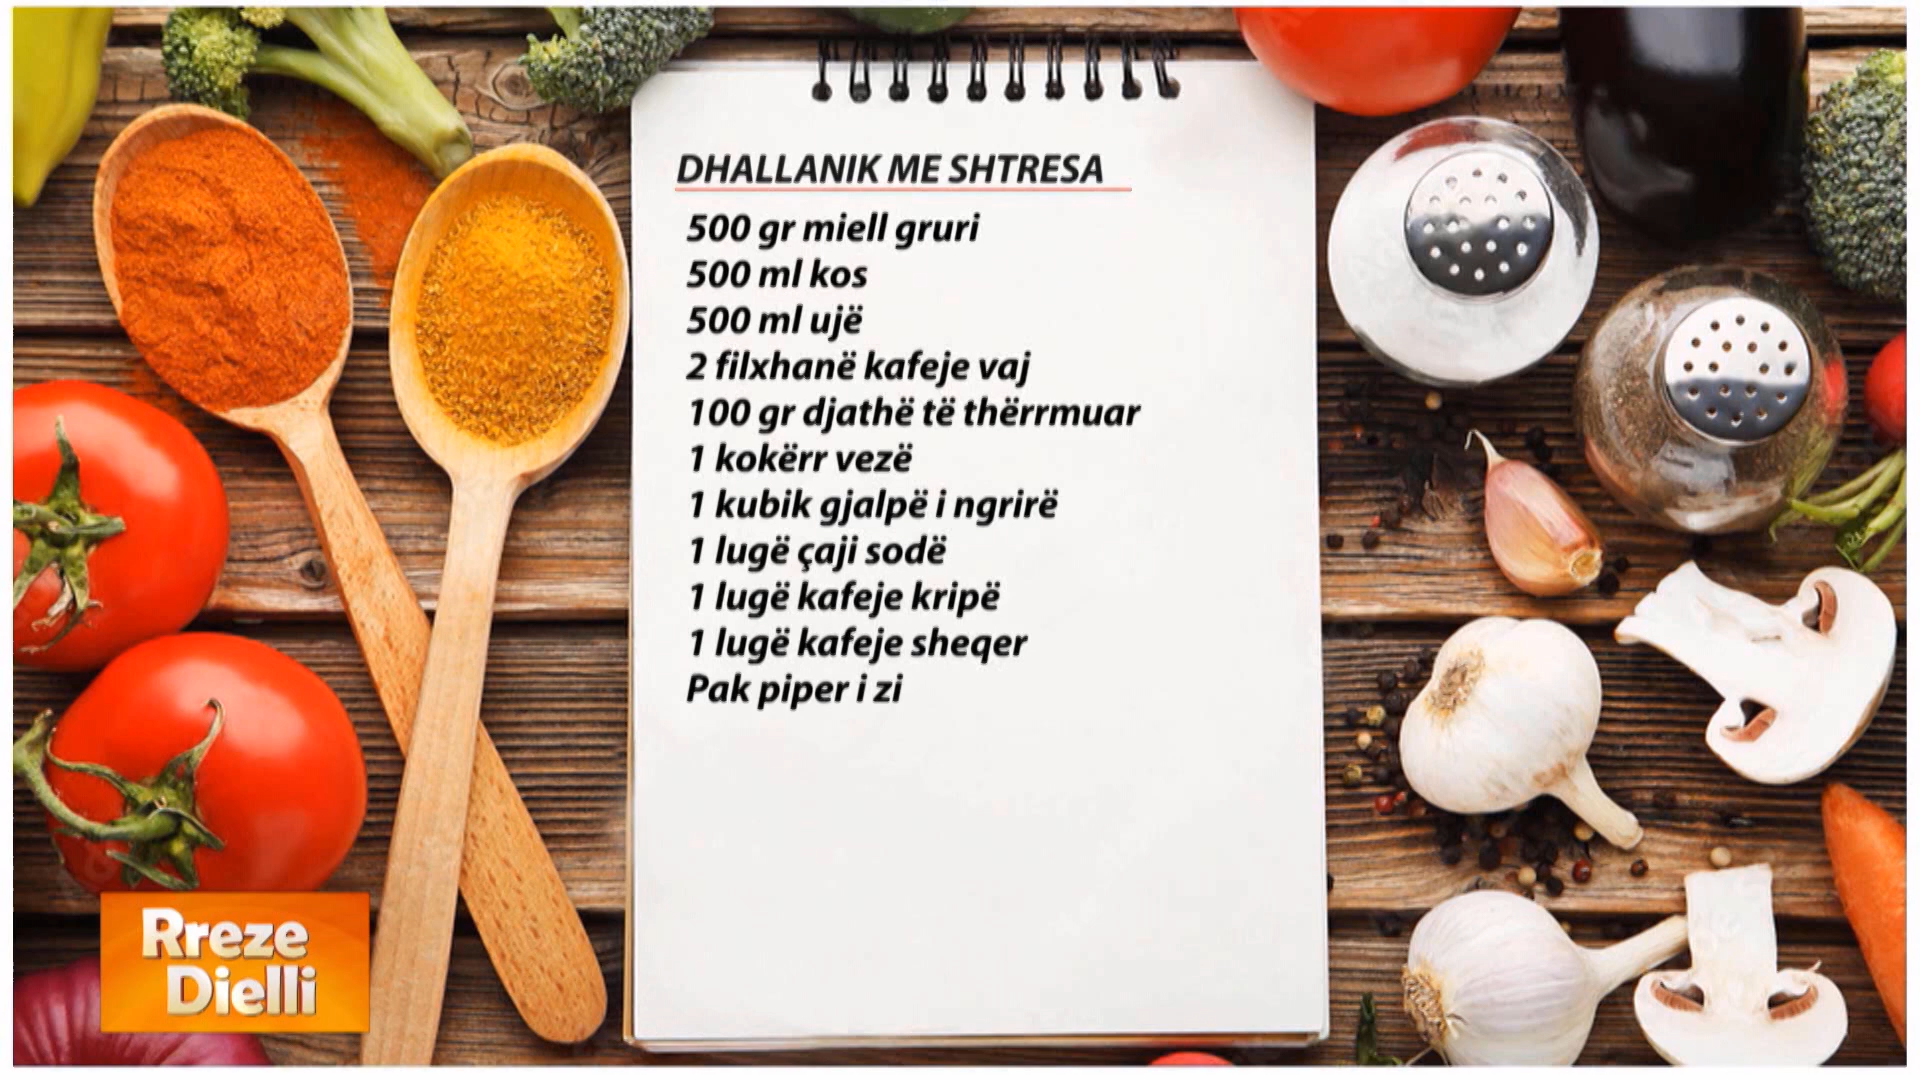 DHALLANIK ME SHTRESA
500 gr miell gruri
500 ml kos
500 ml ujë
2 filxhanë kafeje vaj
100 gr djathë të thërrmuar
1 kokërr vezë
1 kubik gjalpë i ngrirë
1 lugë çaji sodë
1 lugë kafeje kripë
1 lugë kafeje sheqer
Pak piper i zi
Rreze
Dielli